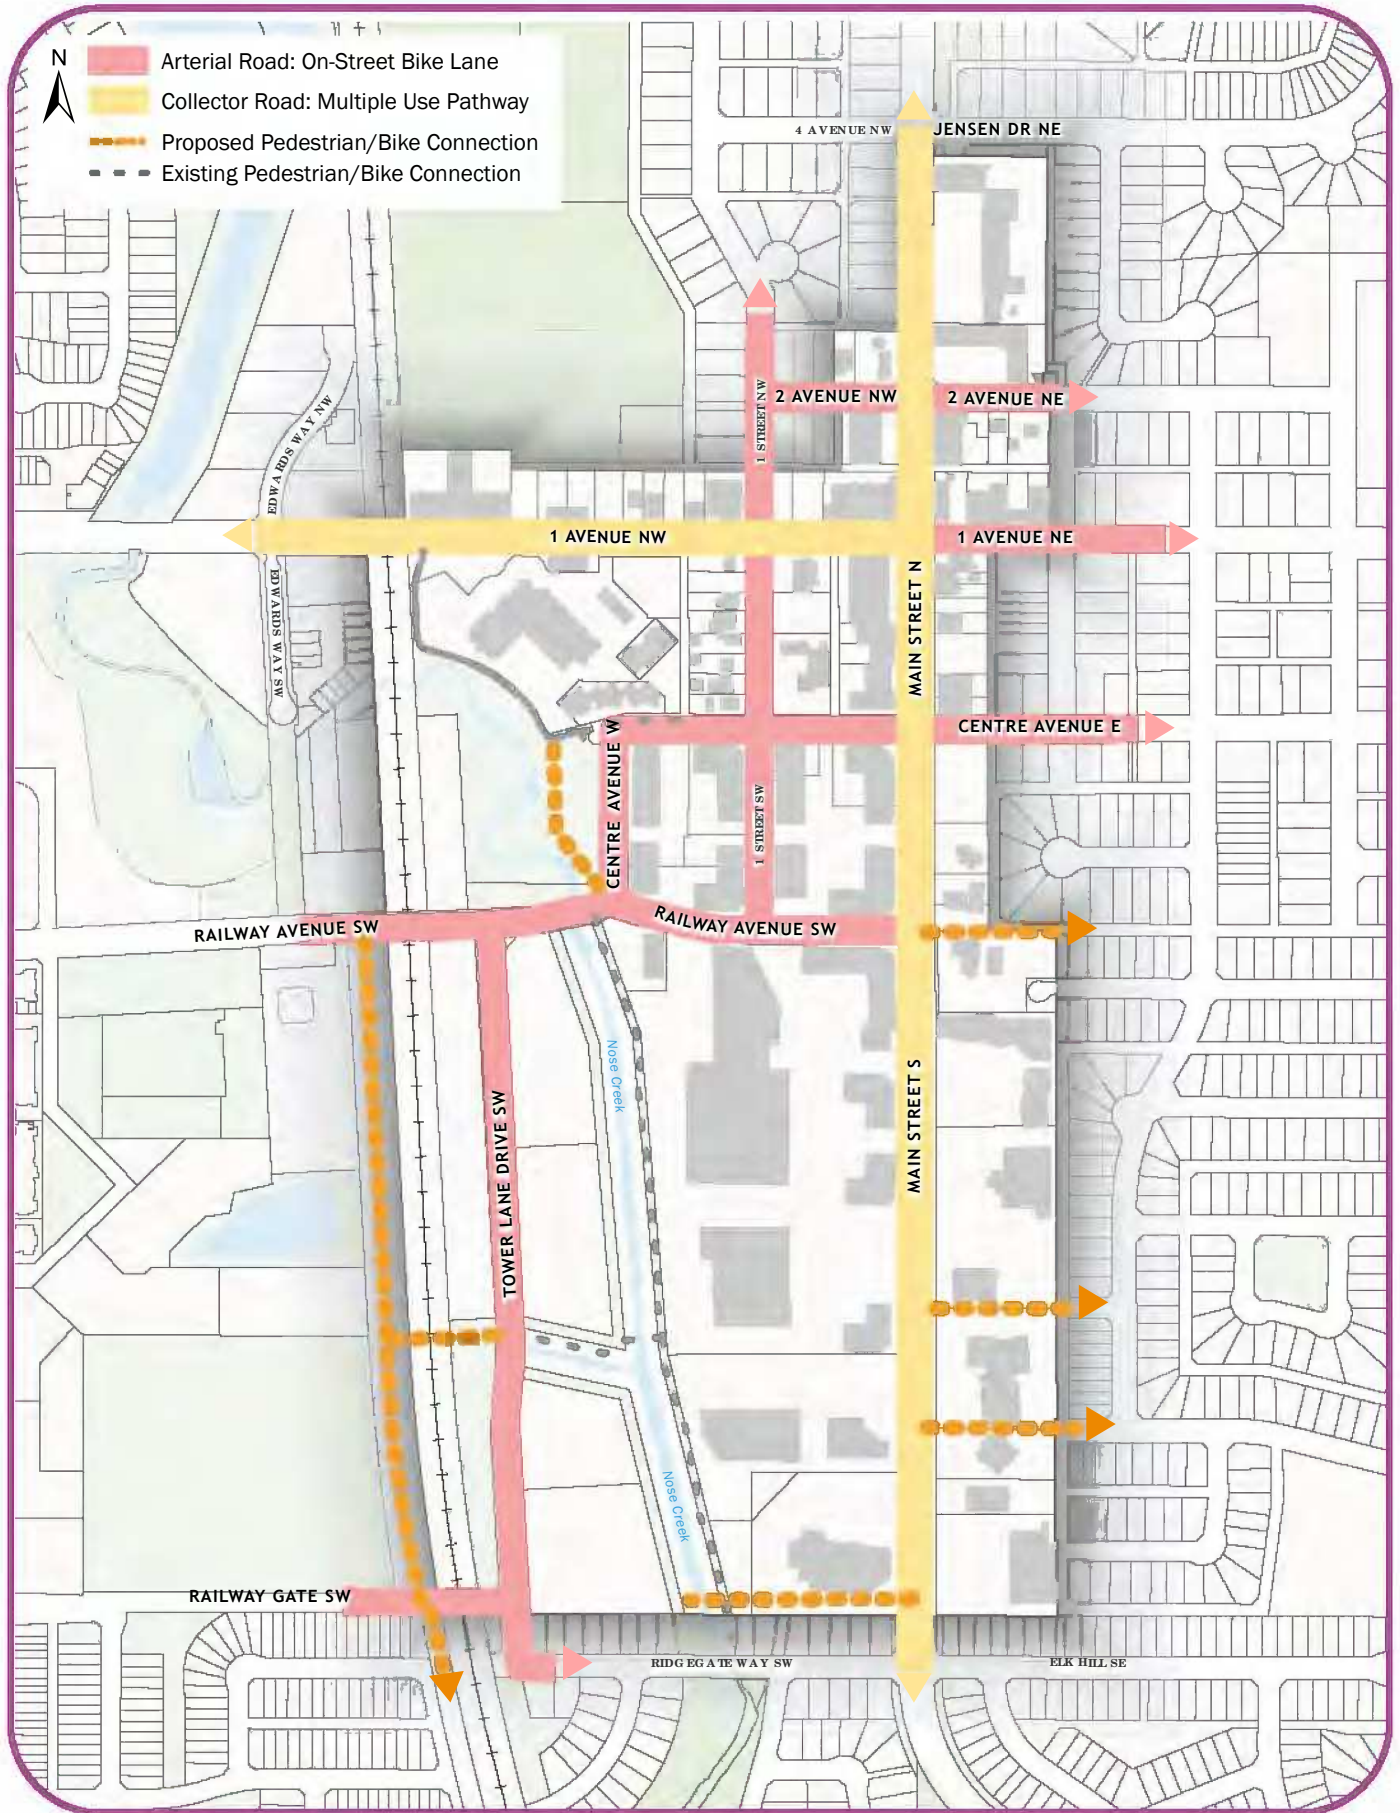 N
Arterial Road: On-Street Bike Lane
Collector Road: Multiple Use Pathway
Proposed Pedestrian/Bike Connection
Existing Pedestrian/Bike Connection
4 AVENUE NW
JENSEN DR NE
1 STREET NW
2 AVENUE NW
2 AVENUE NE
EDWARDS WAY NW
1 AVENUE NW
1 AVENUE NE
EDWARDS WAY SW
MAIN STREET N
CENTRE AVENUE W
CENTRE AVENUE E
1 STREET SW
RAILWAY AVENUE SW
RAILWAY AVENUE SW
Nose Creek
MAIN STREET S
TOWER LANE DRIVE SW
Nose Creek
RAILWAY GATE SW
RIDGEGATE WAY SW
ELK HILL SE